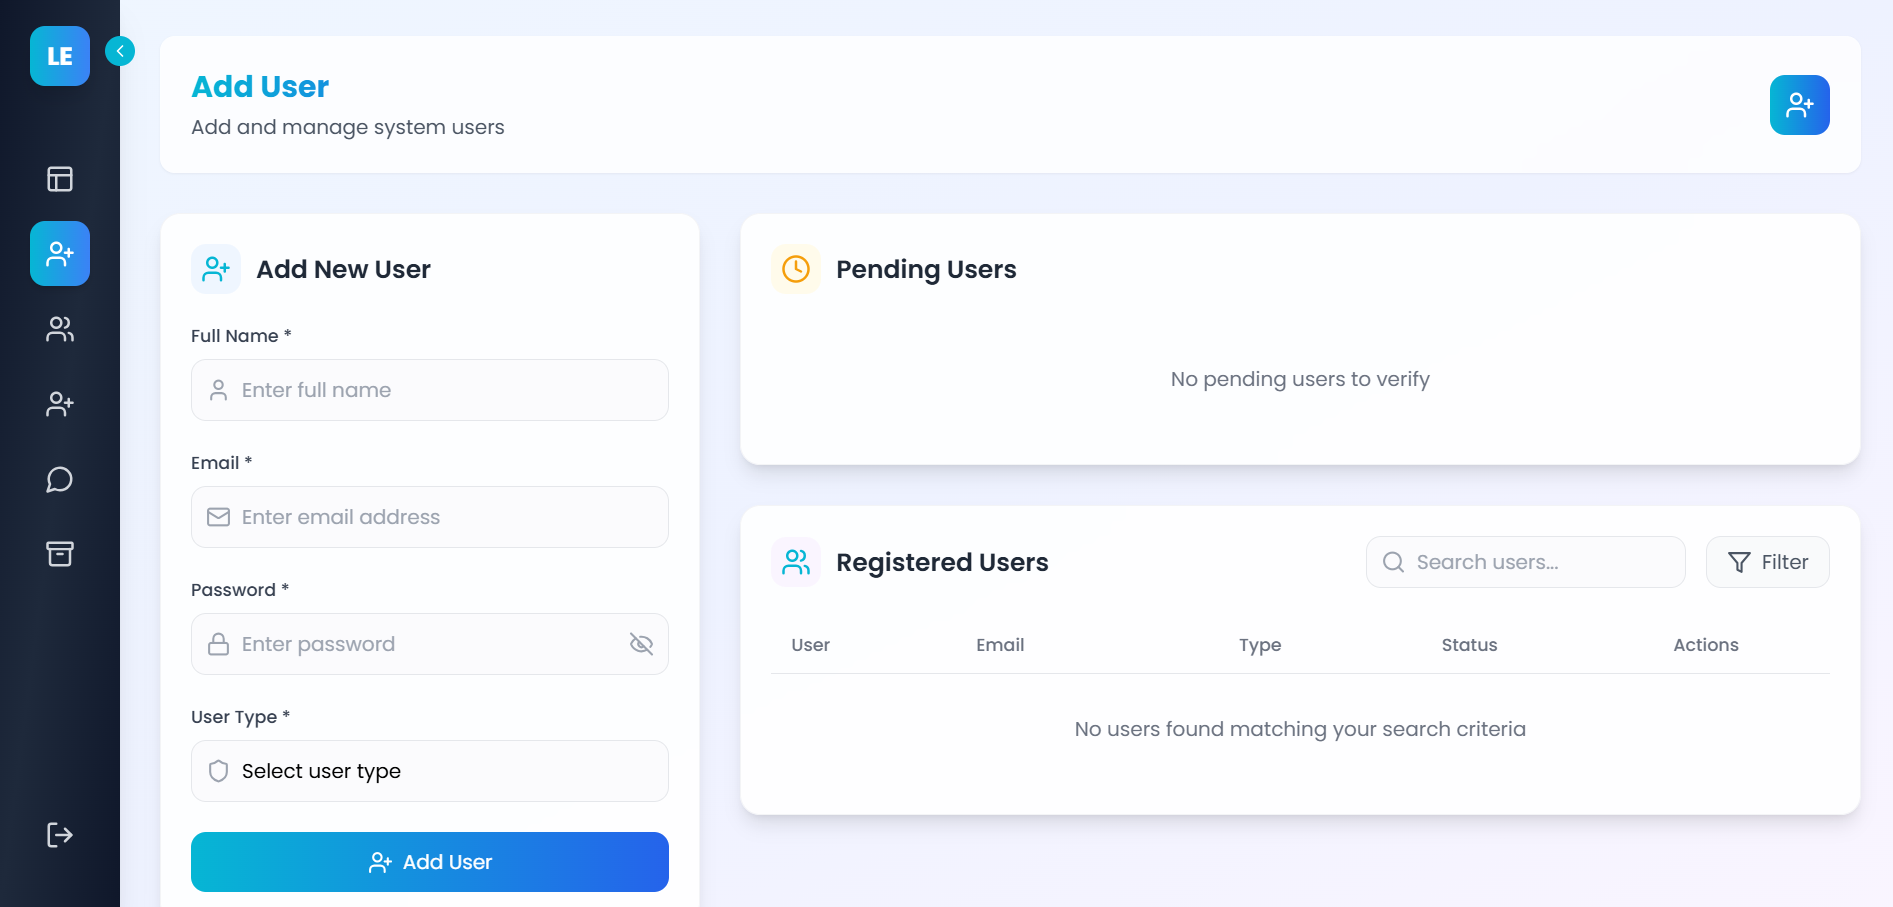 LE
Add User
Add and manage system users
Add New User
Full Name *
Enter full name
Email *
Enter email address
Password *
Enter password
User Type *
Select user type
Add User
Pending Users
No pending users to verify
Registered Users
Search users...
Filter
User Email Type Status Actions
No users found matching your search criteria